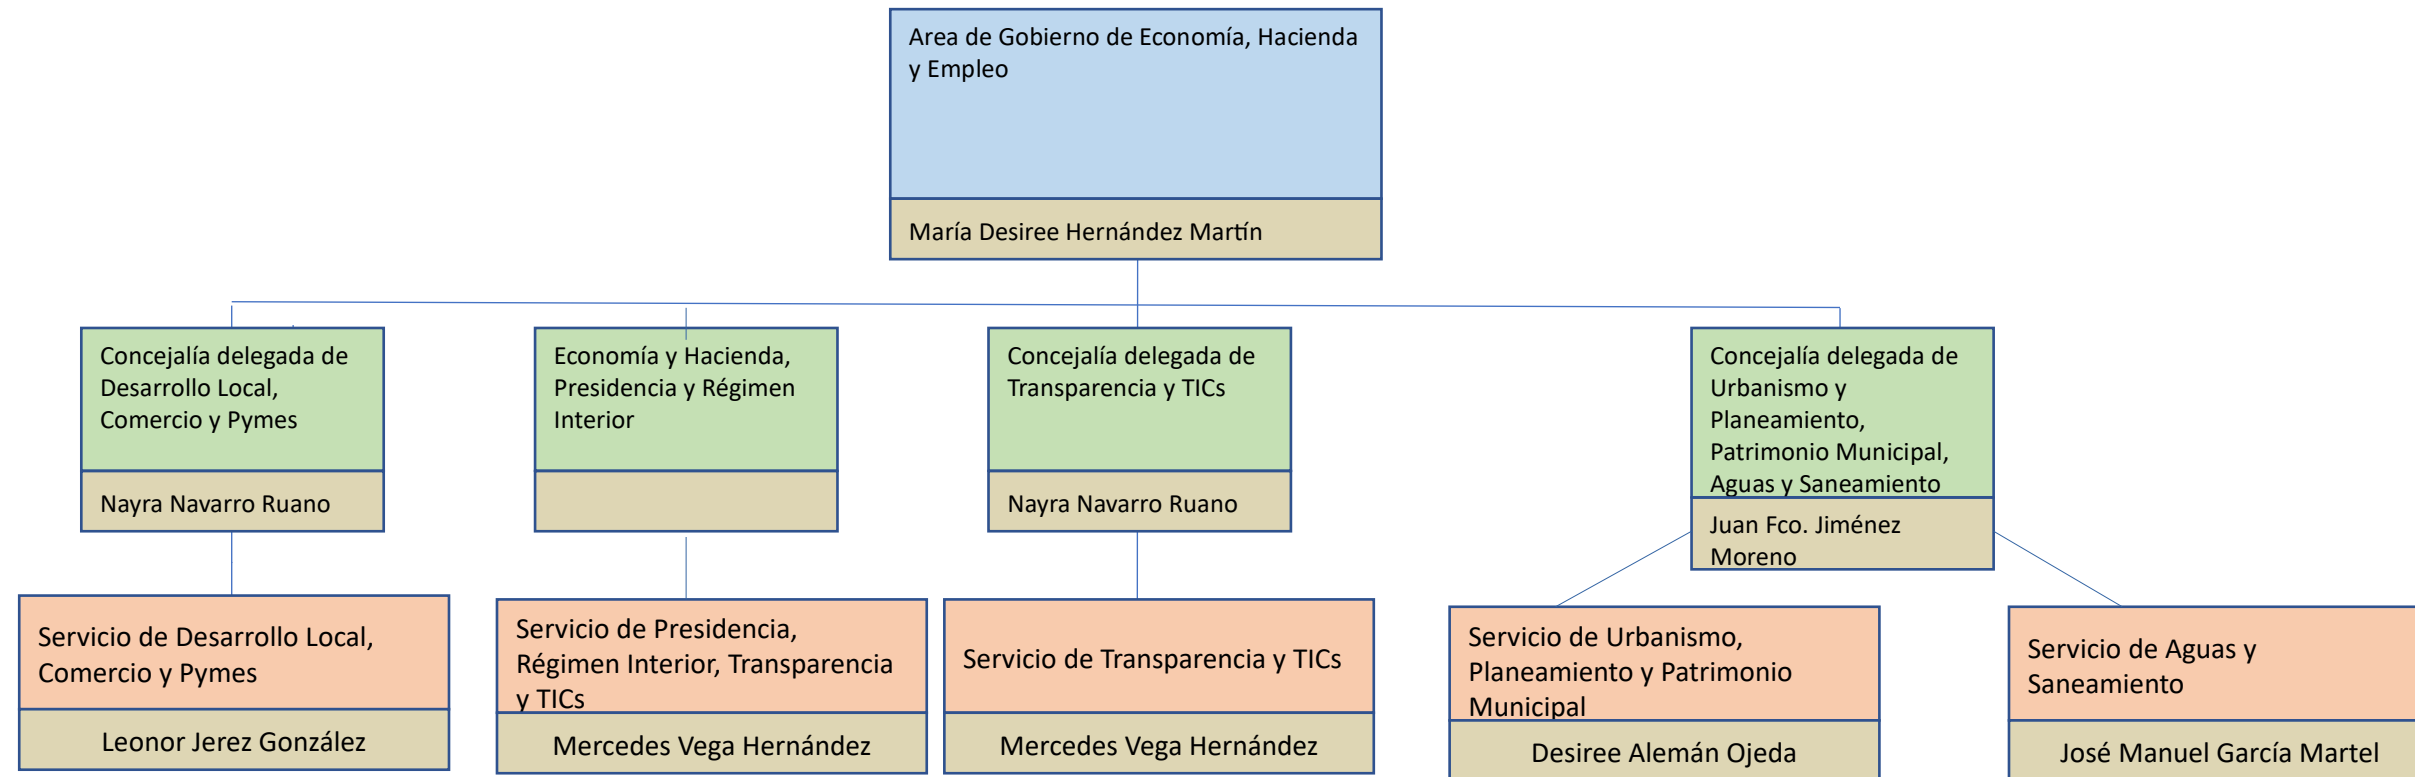 Area de Gobierno de Economía, Hacienda
y Empleo
María Desiree Hernández Martín
Concejalía delegada de
Desarrollo Local,
Comercio y Pymes
Nayra Navarro Ruano
Economía y Hacienda,
Presidencia y Régimen
Interior
Concejalía delegada de
Transparencia y TICs
Nayra Navarro Ruano
Concejalía delegada de
Urbanismo y
Planeamiento,
Patrimonio Municipal,
Aguas y Saneamiento
Juan Fco. Jiménez
Moreno
Servicio de Desarrollo Local,
Comercio y Pymes
Leonor Jerez González
Servicio de Presidencia,
Régimen Interior, Transparencia
y TICs
Mercedes Vega Hernández
Servicio de Transparencia y TICs
Mercedes Vega Hernández
Servicio de Urbanismo,
Planeamiento y Patrimonio
Municipal
Desiree Alemán Ojeda
Servicio de Aguas y
Saneamiento
José Manuel García Martel